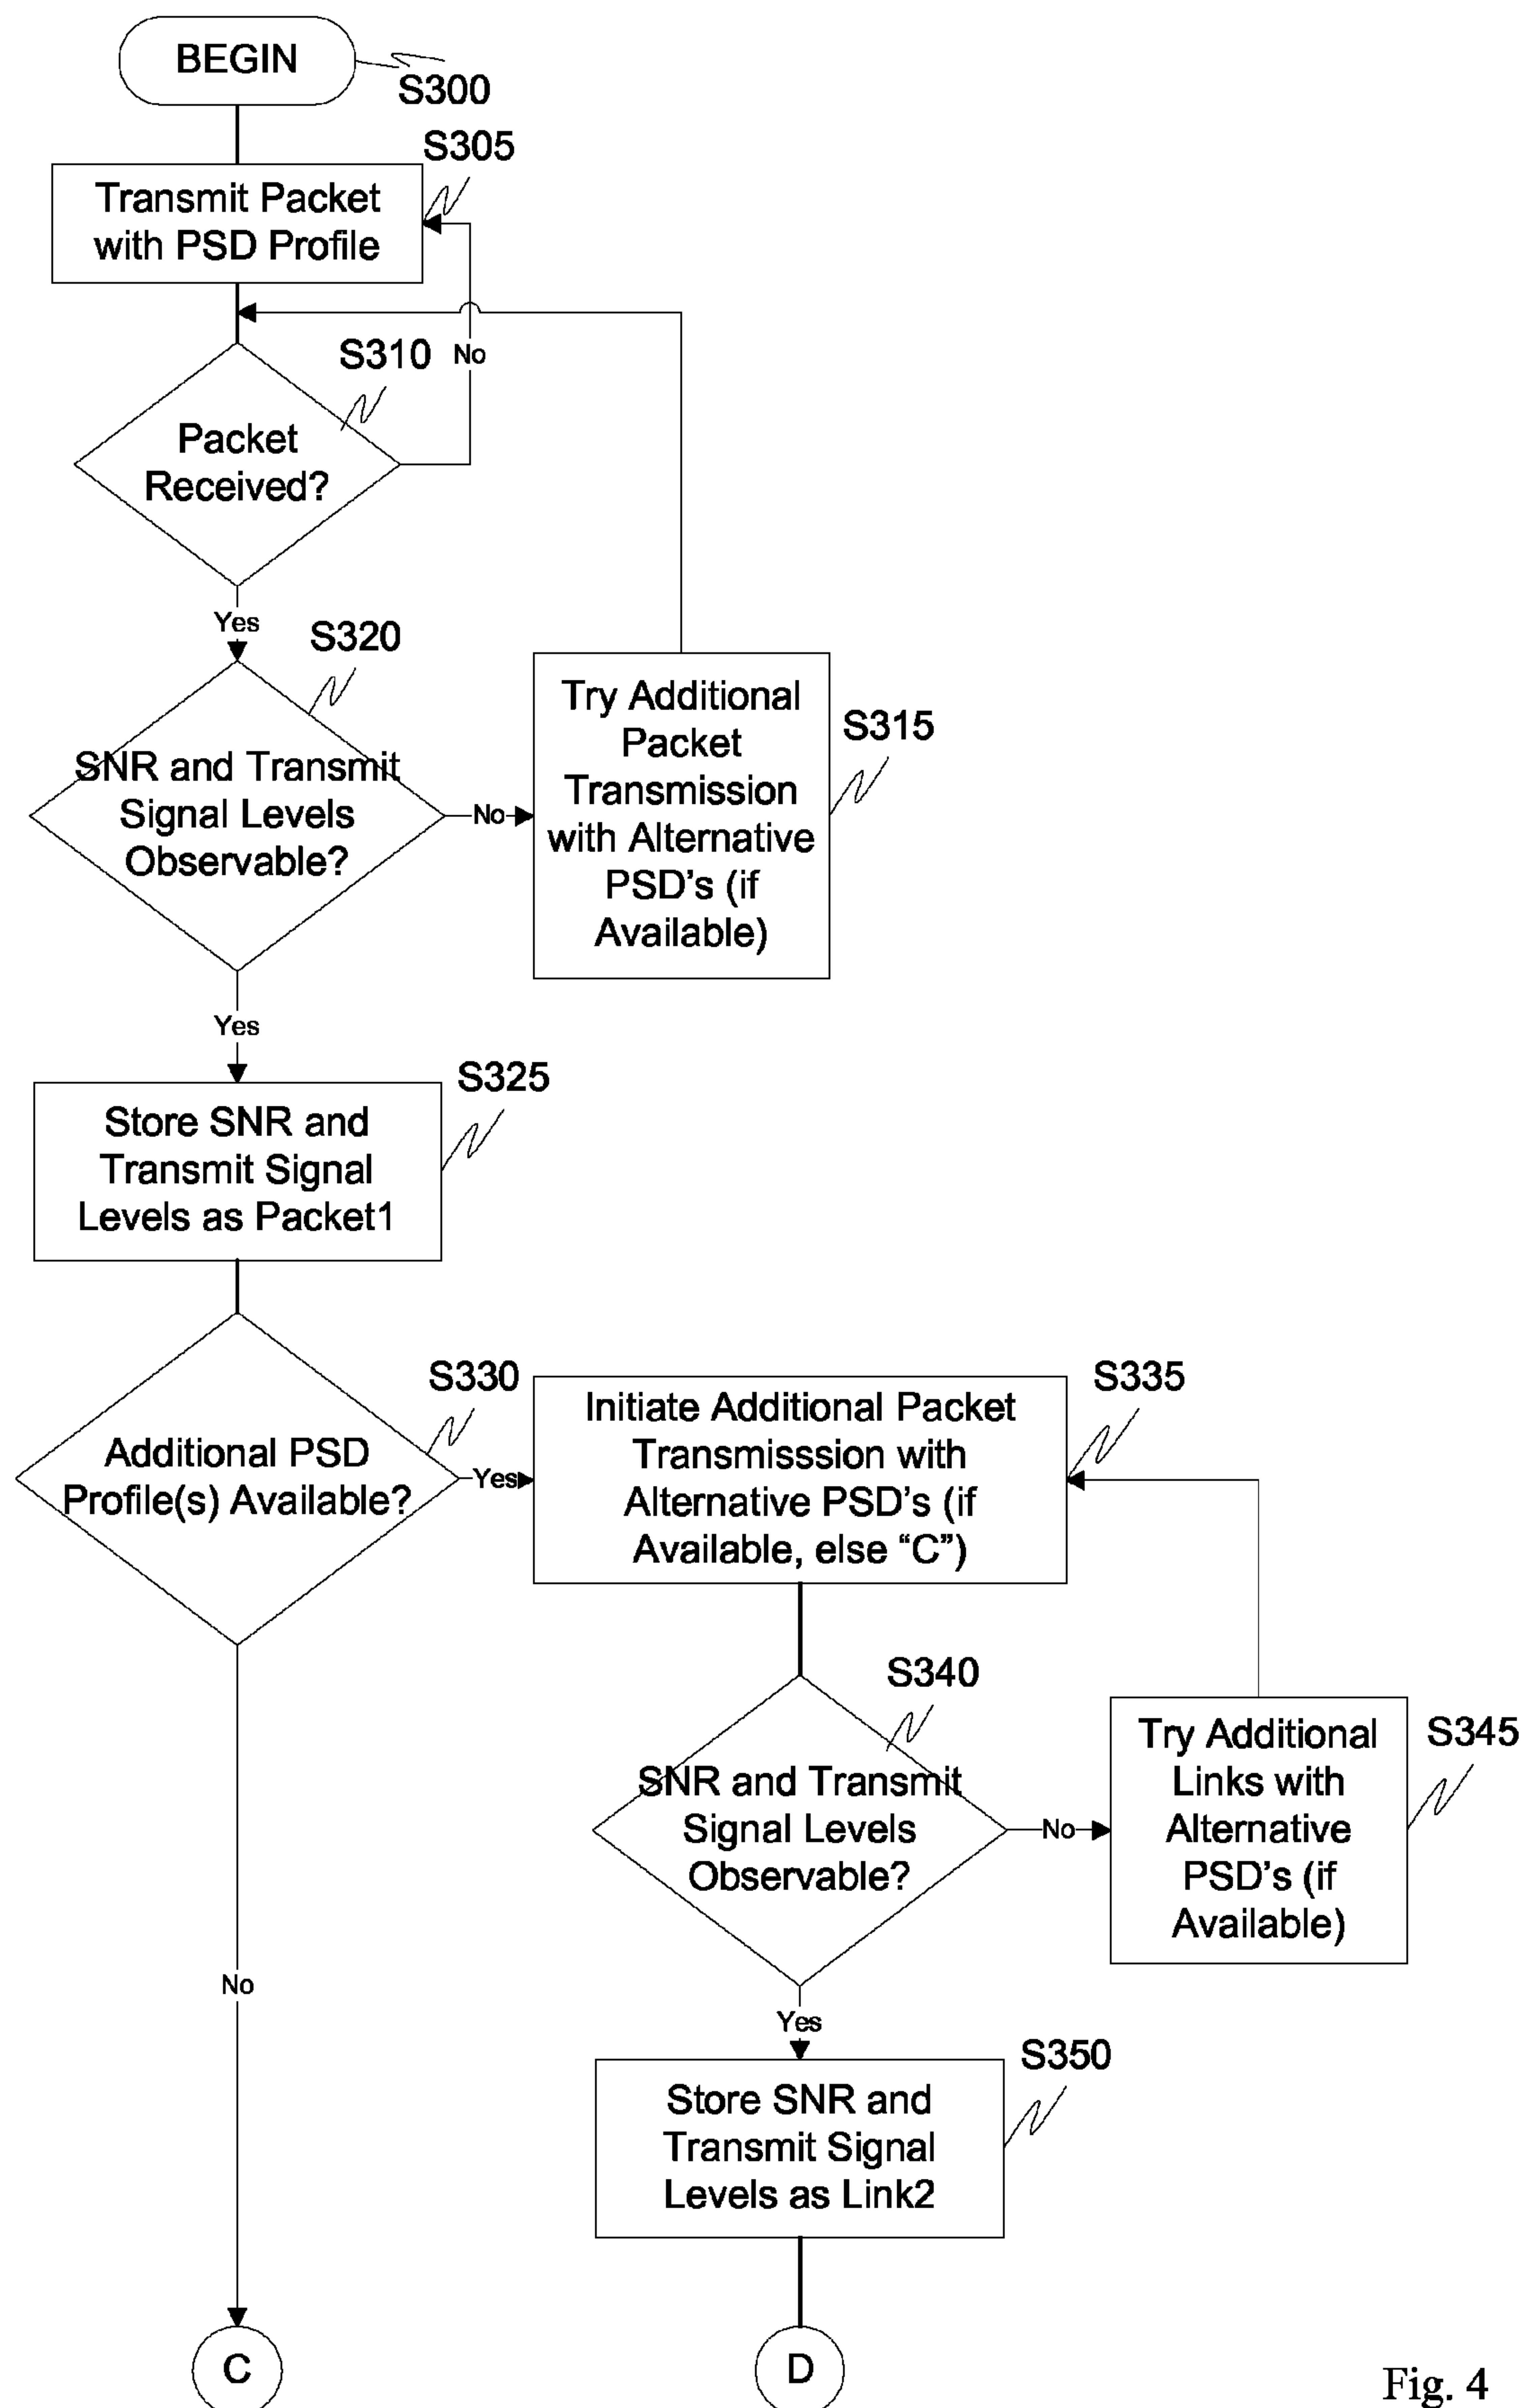 BEGIN
S300
S305
Transmit Packet
with PSD Profile
S310
No
Packet
Received?
Yes
S320
SNR and Transmit
Signal Levels
Observable?
No
Try Additional
Packet
Transmission
with Alternative
PSD's (if
Available)
S315
Yes
S325
Store SNR and
Transmit Signal
Levels as Packet1
S330
Additional PSD
Profile(s) Available?
Yes
S335
Initiate Additional Packet
Transmisssion with
Alternative PSD's (if
Available, else “C”)
S340
SNR and Transmit
Signal Levels
Observable?
No
S345
Try Additional
Links with
Alternative
PSD's (if
Available)
No
Yes
S350
Store SNR and
Transmit Signal
Levels as Link2
C
D
Fig. 4